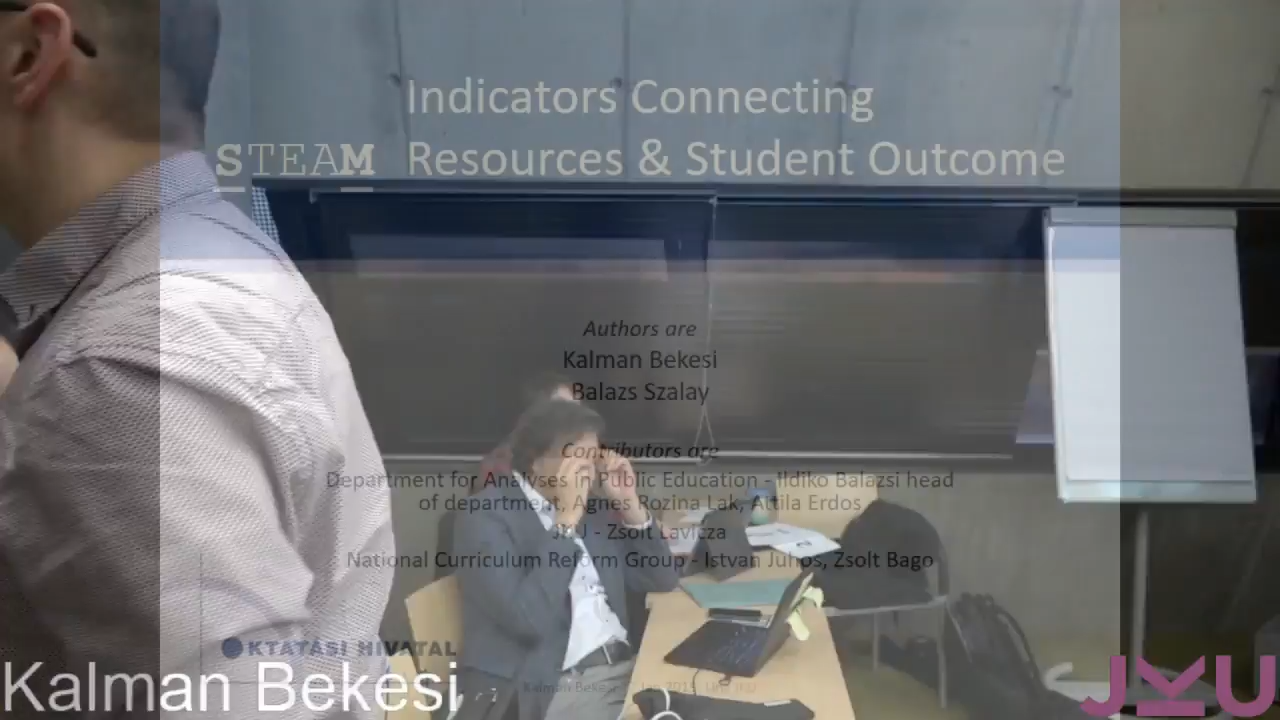 Indicators Connecting
STEAM Resources & Student Outcome
Authors are
Kalman Bekesi
Balazs Szalay
Contributors are
Department for Analyses in Public Education - Ildiko Balazsi head
of department, Agnes Rozina Lak, Attila Erdos
JKU - Zsolt Lavicza
National Curriculum Reform Group - Istvan Juhos, Zsolt Bago
OKTATASI HIVATAL
Kalman Bekesi
JKU